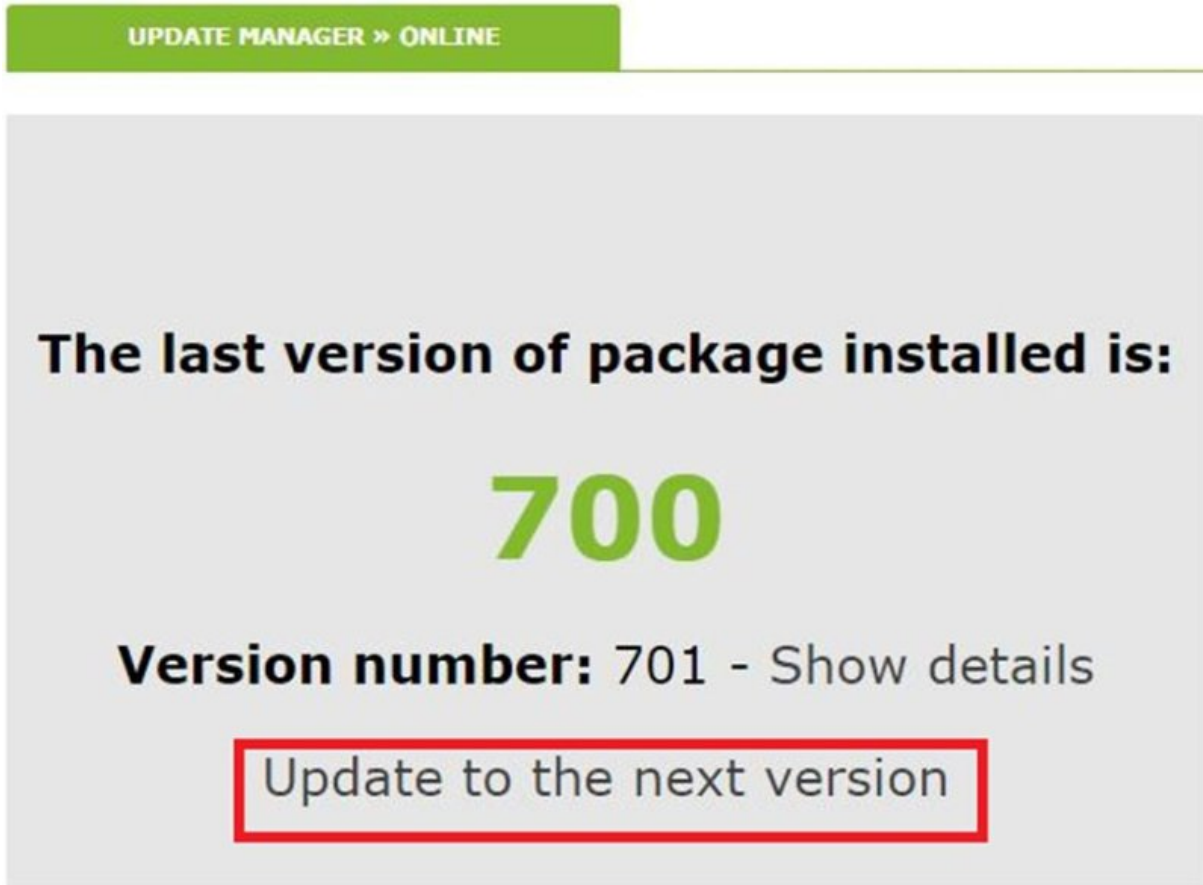 UPDATE MANAGER » ONLINE
The last version of package installed is:
700
Version number: 701 - Show details
Update to the next version